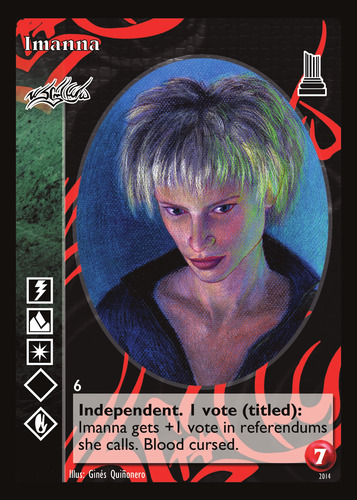 Imanna
6
Independent. 1 vote (titled):
Imanna gets +1 vote in referendums
she calls. Blood cursed.
7
Illus: Ginés Quiñonero
2014